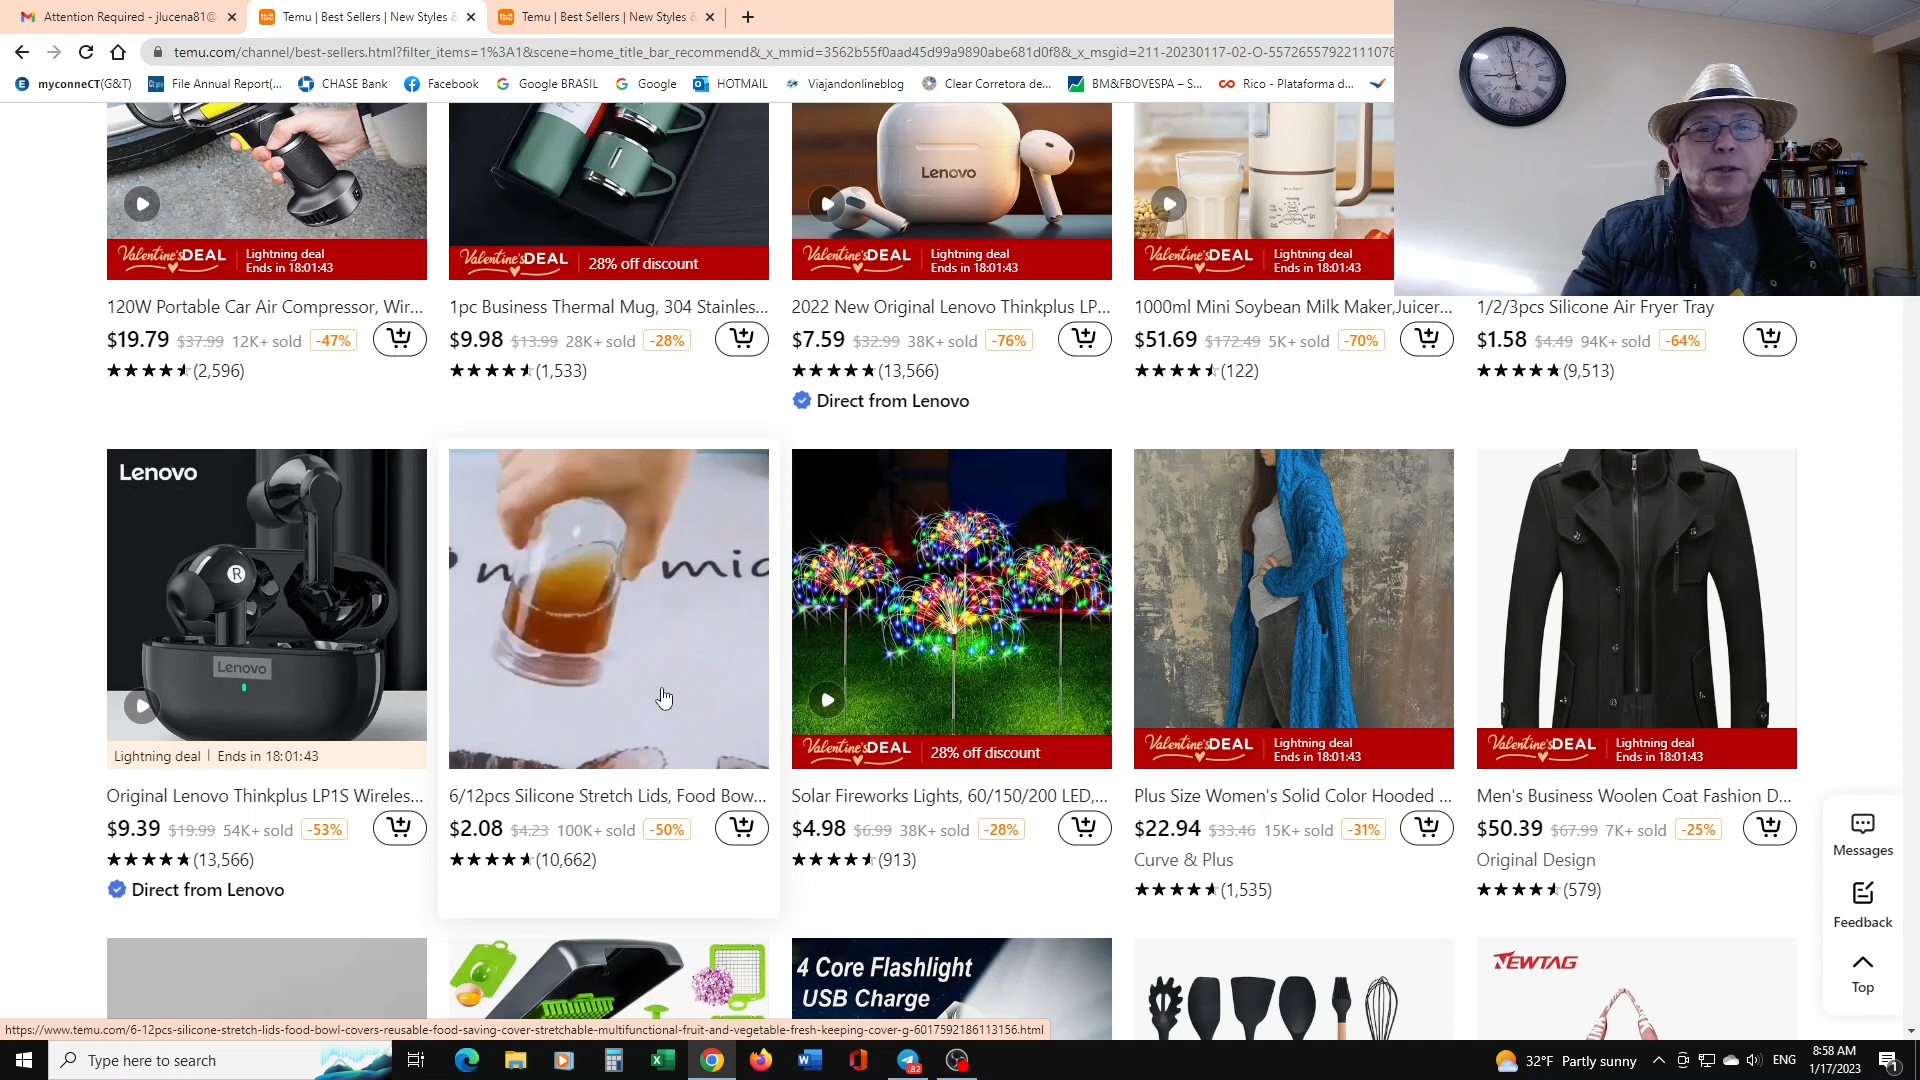 Attention Required - jlucena81@
Temu | Best Sellers | New Styles &
Temu | Best Sellers | New Styles &
temu.com/channel/best-sellers.html?filter_items=1%3A1&scene=home_title_bar_recommend&_x_mmid=3562b55f0aad45d99a9890abe681d0f8&_x_msgid=211-20230117-02-O-557265579221110​78
myconneCT(G&T)
File Annual Report(...
CHASE Bank
Facebook
Google BRASIL
Google
HOTMAIL
Viajandonlineblog
Clear Corretora de...
BM&FBOVESPA – S...
Rico - Plataforma d...
Lenovo
Valentine's DEAL Lightning deal
Ends in 18:01:43
Valentine's DEAL 28% off discount
Valentine's DEAL Lightning deal
Ends in 18:01:43
Valentine's DEAL Lightning deal
Ends in 18:01:43
120W Portable Car Air Compressor, Wir...
$19.79 $37.99 12K+ sold -47%
(2,596)
1pc Business Thermal Mug, 304 Stainles...
$9.98 $13.99 28K+ sold -28%
(1,533)
2022 New Original Lenovo Thinkplus LP...
$7.59 $32.99 38K+ sold -76%
(13,566)
Direct from Lenovo
1000ml Mini Soybean Milk Maker,Juicer...
$51.69 $172.49 5K+ sold -70%
(122)
1/2/3pcs Silicone Air Fryer Tray
$1.58 $4.49 94K+ sold -64%
(9,513)
Lenovo
R
Lenovo
Lightning deal | Ends in 18:01:43
Valentine's DEAL 28% off discount
Valentine's DEAL Lightning deal
Ends in 18:01:43
Valentine's DEAL Lightning deal
Ends in 18:01:43
Original Lenovo Thinkplus LP1S Wireles...
$9.39 $19.99 54K+ sold -53%
(13,566)
Direct from Lenovo
6/12pcs Silicone Stretch Lids, Food Bow...
$2.08 $4.23 100K+ sold -50%
(10,662)
Solar Fireworks Lights, 60/150/200 LED,...
$4.98 $6.99 38K+ sold -28%
(913)
Plus Size Women's Solid Color Hooded ...
$22.94 $33.46 15K+ sold -31%
Curve & Plus
(1,535)
Men's Business Woolen Coat Fashion D...
$50.39 $67.99 7K+ sold -25%
Original Design
(579)
Messages
Feedback
Top
4 Core Flashlight
USB Charge
TEWTAG
https://www.temu.com/6-12pcs-silicone-stretch-lids-food-bowl-covers-reusable-food-saving-cover-stretchable-multifunctional-fruit-and-vegetable-fresh-keeping-cover-g-6017592186113156.html
Type here to search
82
32°F Partly sunny
ENG
8:58 AM
1/17/2023
1